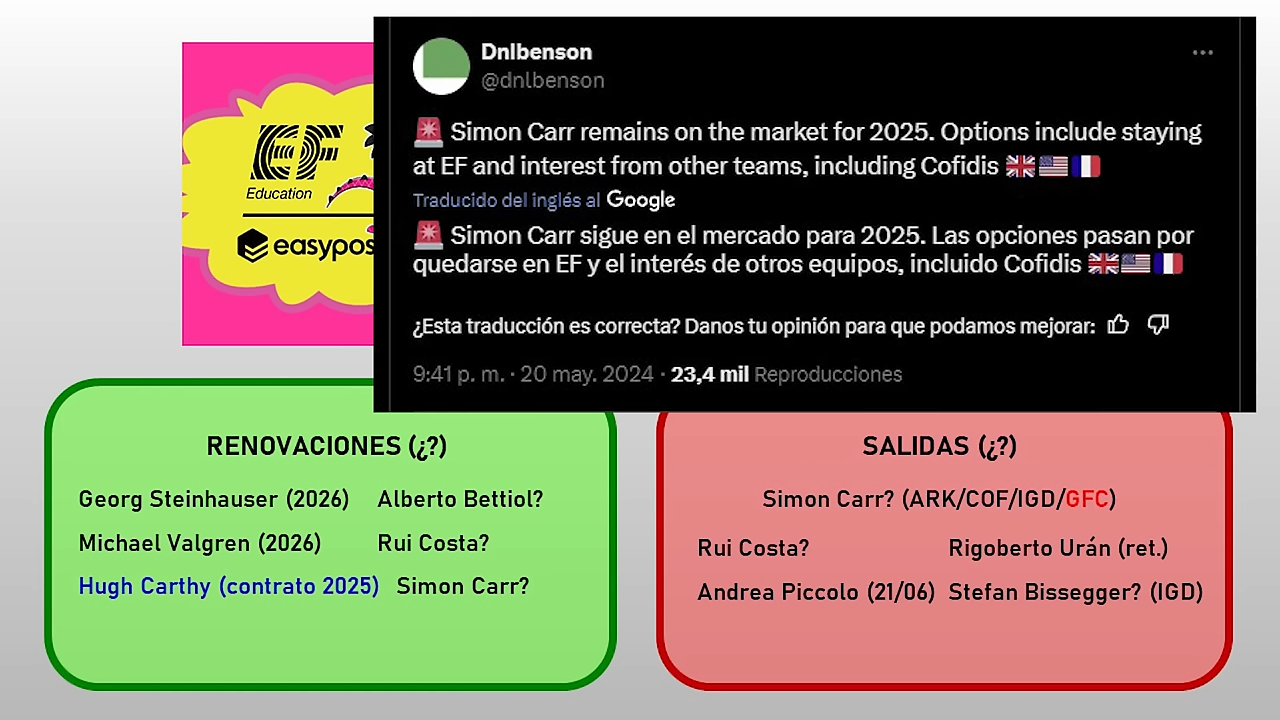 EF
Education
easypos
Dnlbenson
@dnlbenson
🚨 Simon Carr remains on the market for 2025. Options include staying
at EF and interest from other teams, including Cofidis 🇬🇧🇺🇸🇫🇷
Traducido del inglés al Google
🚨 Simon Carr sigue en el mercado para 2025. Las opciones pasan por
quedarse en EF y el interés de otros equipos, incluido Cofidis 🇬🇧🇺🇸🇫🇷
¿Esta traducción es correcta? Danos tu opinión para que podamos mejorar:
9:41 p. m. · 20 may. 2024 · 23,4 mil Reproducciones
RENOVACIONES (¿?)
Georg Steinhauser (2026) Alberto Bettiol?
Michael Valgren (2026) Rui Costa?
Hugh Carthy (contrato 2025) Simon Carr?
SALIDAS (¿?)
Simon Carr? (ARK/COF/IGD/GFC)
Rui Costa? Rigoberto Urán (ret.)
Andrea Piccolo (21/06) Stefan Bissegger? (IGD)